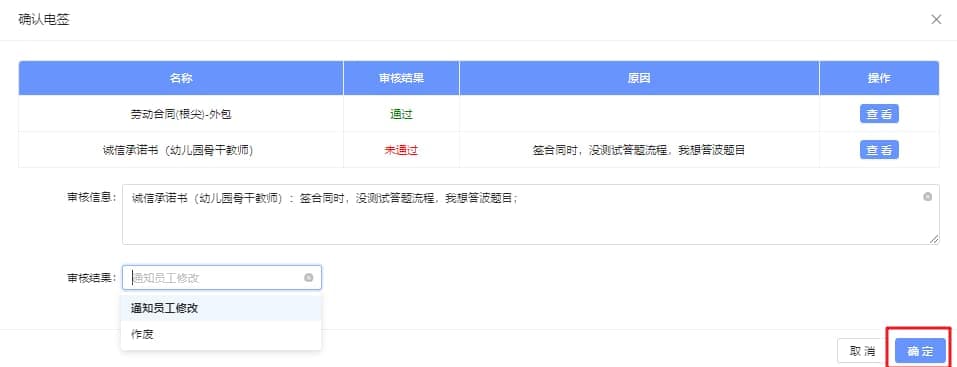 确认电签
名称 审核结果 原因 操作
劳动合同(根尖)-外包 通过 查看
诚信承诺书（幼儿园骨干教师） 未通过 签合同时，没测试答题流程，我想答波题目 查看
审核信息： 诚信承诺书（幼儿园骨干教师）：签合同时，没测试答题流程，我想答波题目；
审核结果： 通知员工修改
通知员工修改
作废
取消 确定